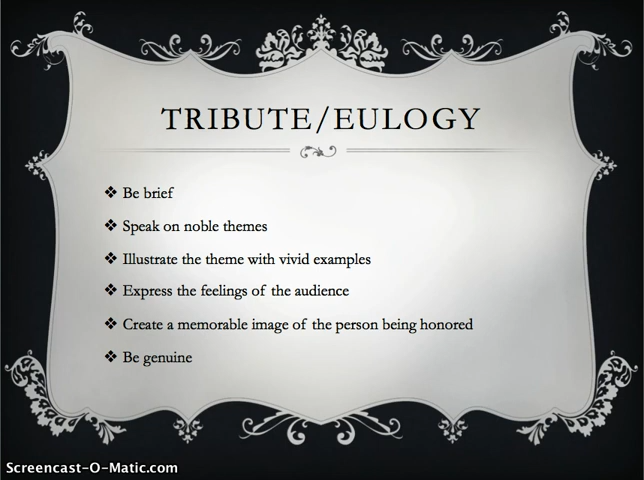 TRIBUTE/EULOGY
❖ Be brief
❖ Speak on noble themes
❖ Illustrate the theme with vivid examples
❖ Express the feelings of the audience
❖ Create a memorable image of the person being honored
❖ Be genuine
Screencast-O-Matic.com